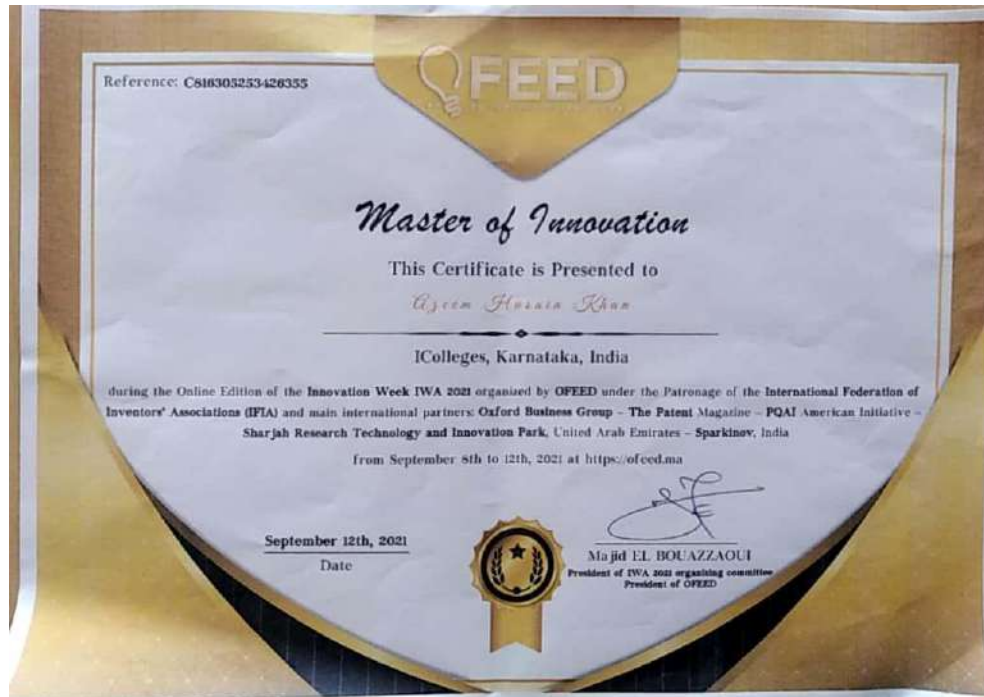 Reference: C816305253426355
OFEED
Master of Innovation
This Certificate is Presented to
Azeem Husain Khan
IColleges, Karnataka, India
during the Online Edition of the Innovation Week IWA 2021 organized by OFEED under the Patronage of the International Federation of
Inventors' Associations (IFIA) and main international partners: Oxford Business Group – The Patent Magazine – PQAI American Initiative –
Sharjah Research Technology and Innovation Park, United Arab Emirates – Sparkinov, India
from September 8th to 12th, 2021 at https://ofeed.ma
September 12th, 2021
Date
Majid EL BOUAZZAOUI
President of IWA 2021 organizing committee
President of OFEED